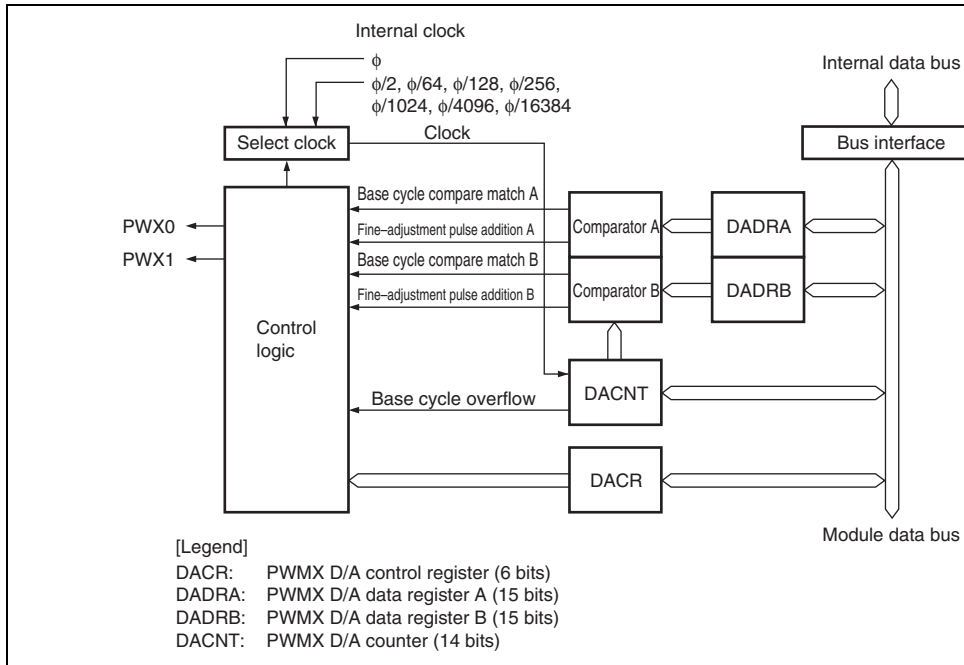 Internal clock
ϕ
ϕ/2, ϕ/64, ϕ/128, ϕ/256,
ϕ/1024, ϕ/4096, ϕ/16384
Internal data bus
Select clock
Clock
Bus interface
Base cycle compare match A
Fine–adjustment pulse addition A
Base cycle compare match B
Fine–adjustment pulse addition B
PWX0
PWX1
Comparator A
DADRA
Comparator B
DADRB
Control
logic
DACNT
Base cycle overflow
DACR
Module data bus
[Legend]
DACR: PWMX D/A control register (6 bits)
DADRA: PWMX D/A data register A (15 bits)
DADRB: PWMX D/A data register B (15 bits)
DACNT: PWMX D/A counter (14 bits)